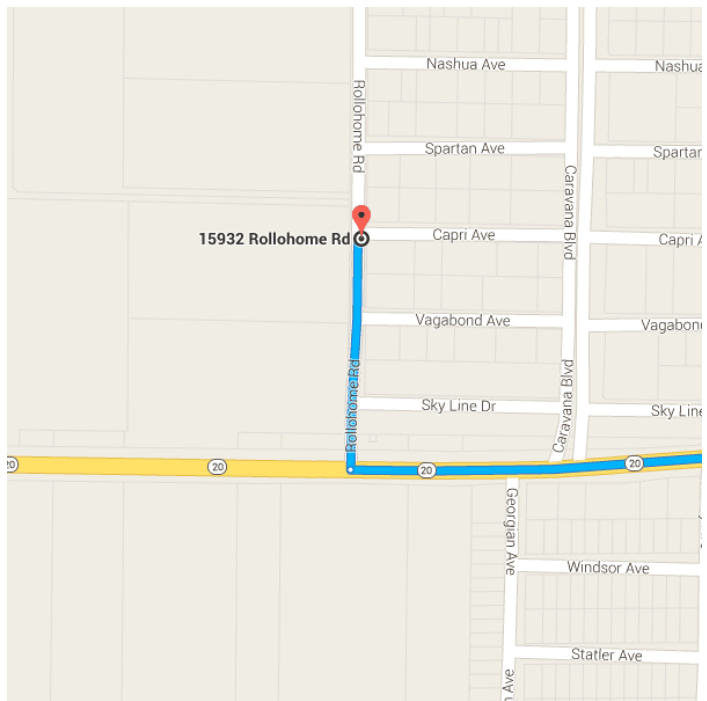 Nashua Ave
Nashua
Rollohome Rd
Spartan Ave
Spartan
Caravana Blvd
15932 Rollohome Rd
Capri Ave
Capri A
Vagabond Ave
Vagabond
Rollohome Rd
Caravana Blvd
Sky Line Dr
Sky Line
20
20
20
20
Georgian Ave
Windsor Ave
Statler Ave
n Ave